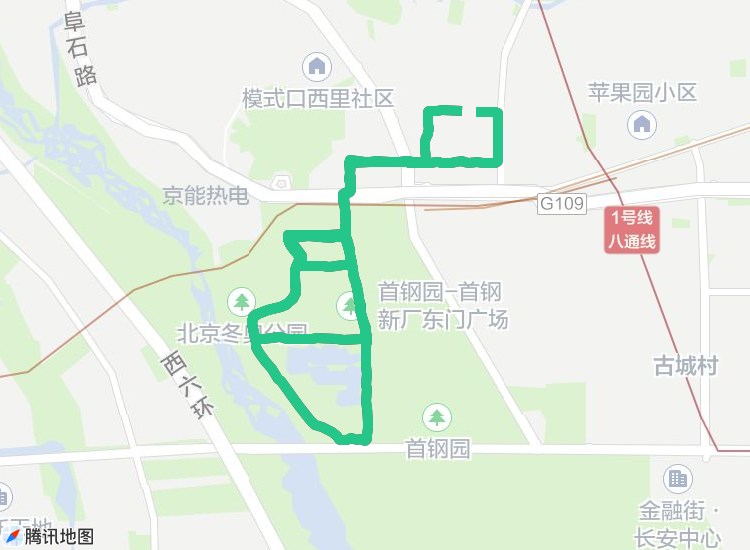 阜石路
模式口西里社区
苹果园小区
京能热电
G109
1号线
八通线
首钢园-首钢
新厂东门广场
北京冬奥公园
西六环
古城村
首钢园
金融街·
长安中心
腾讯地图